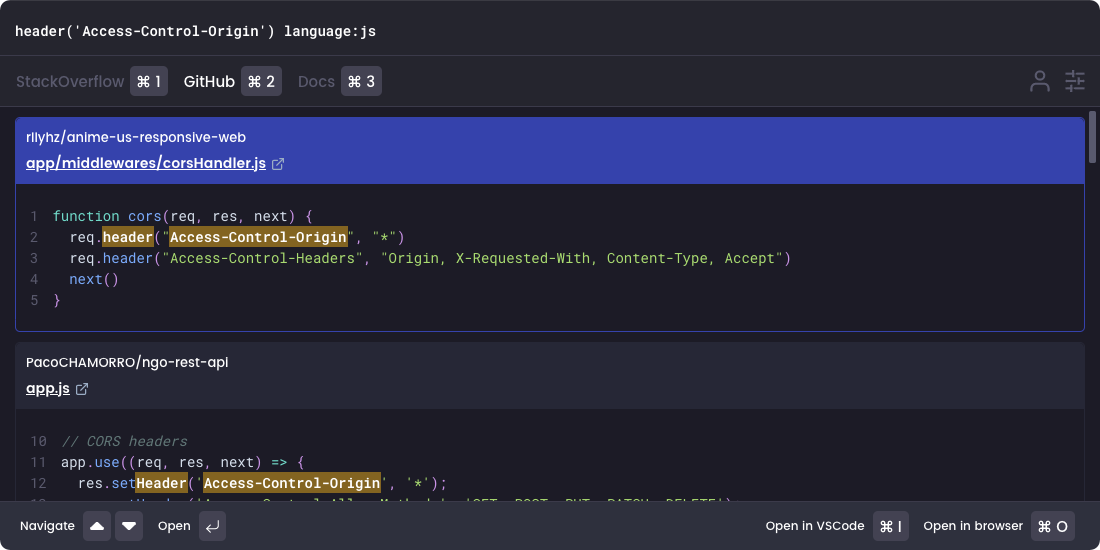 header('Access-Control-Origin') language:js
StackOverflow ⌘ 1 GitHub ⌘ 2 Docs ⌘ 3
rllyhz/anime-us-responsive-web
app/middlewares/corsHandler.js
1 function cors(req, res, next) {
2 req.header("Access-Control-Origin", "*")
3 req.header("Access-Control-Headers", "Origin, X-Requested-With, Content-Type, Accept")
4 next()
5 }
PacoCHAMORRO/ngo-rest-api
app.js
10 // CORS headers
11 app.use((req, res, next) => {
12 res.setHeader('Access-Control-Origin', '*');
Navigate Open Open in VSCode ⌘ I Open in browser ⌘ O